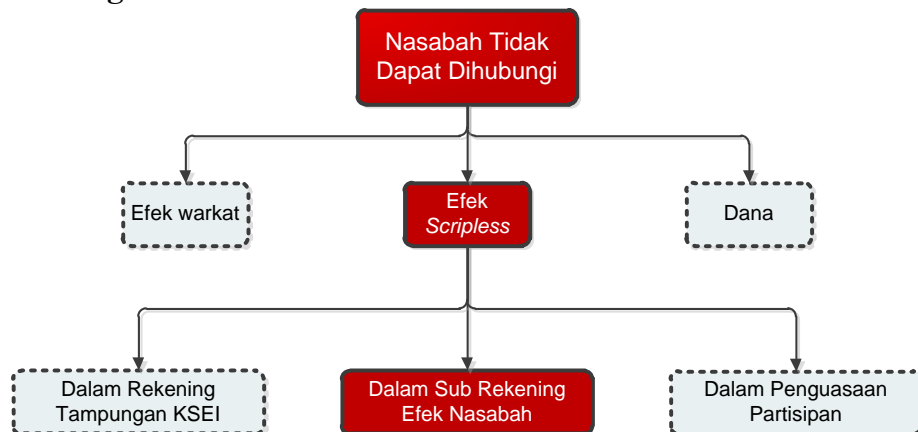 Nasabah Tidak
Dapat Dihubungi
Efek warkat
Efek
Scripless
Dana
Dalam Rekening
Tampungan KSEI
Dalam Sub Rekening
Efek Nasabah
Dalam Penguasaan
Partisipan